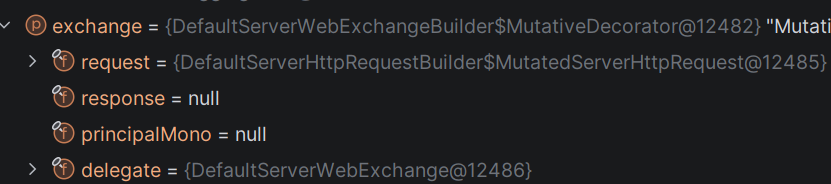 exchange = {DefaultServerWebExchangeBuilder$MutativeDecorator@12482} "Mutati
request = {DefaultServerHttpRequestBuilder$MutatedServerHttpRequest@12485}
response = null
principalMono = null
delegate = {DefaultServerWebExchange@12486}